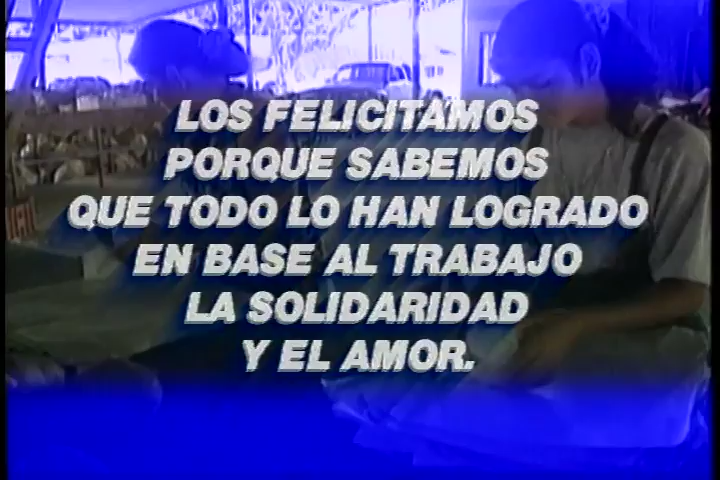 LOS FELICITAMOS
PORQUE SABEMOS
QUE TODO LO HAN LOGRADO
EN BASE AL TRABAJO
LA SOLIDARIDAD
Y EL AMOR.